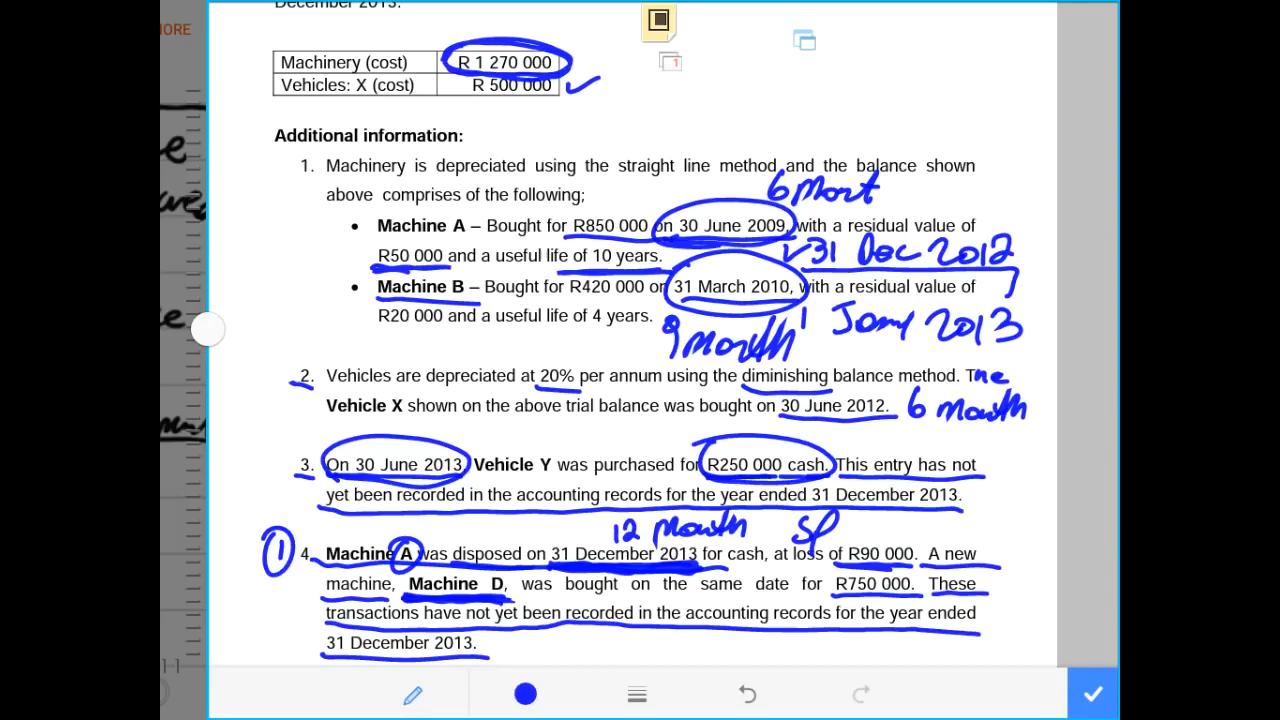 MORE
December 2013.
Machinery (cost) R 1 270 000
Vehicles: X (cost) R 500 000
1
Additional information:
1. Machinery is depreciated using the straight line method and the balance shown
above comprises of the following;
6 Mont
• Machine A – Bought for R850 000 on 30 June 2009, with a residual value of
31 Dec 2012
R50 000 and a useful life of 10 years.
• Machine B – Bought for R420 000 on 31 March 2010, with a residual value of
R20 000 and a useful life of 4 years.
1 Jany 2013
9 Month
2. Vehicles are depreciated at 20% per annum using the diminishing balance method. The
Vehicle X shown on the above trial balance was bought on 30 June 2012. 6 Month
3. On 30 June 2013, Vehicle Y was purchased for R250 000 cash. This entry has not
yet been recorded in the accounting records for the year ended 31 December 2013.
12 Month SP
1 4. Machine A was disposed on 31 December 2013 for cash, at loss of R90 000. A new
machine, Machine D, was bought on the same date for R750 000. These
transactions have not yet been recorded in the accounting records for the year ended
31 December 2013.